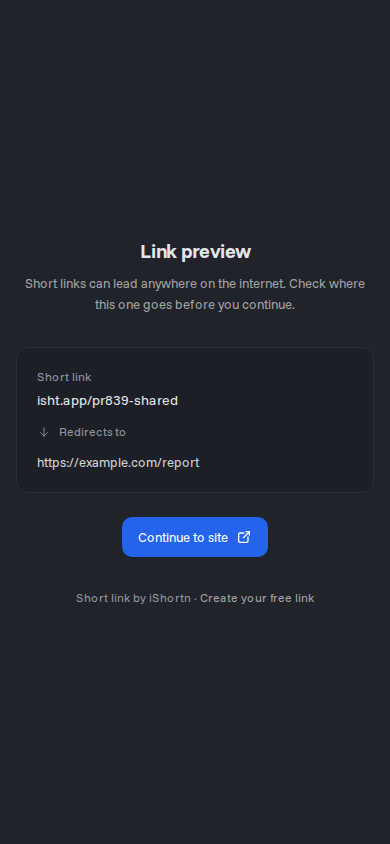 Link preview
Short links can lead anywhere on the internet. Check where
this one goes before you continue.
Short link
isht.app/pr839-shared
Redirects to
https://example.com/report
Continue to site
Short link by iShortn · Create your free link